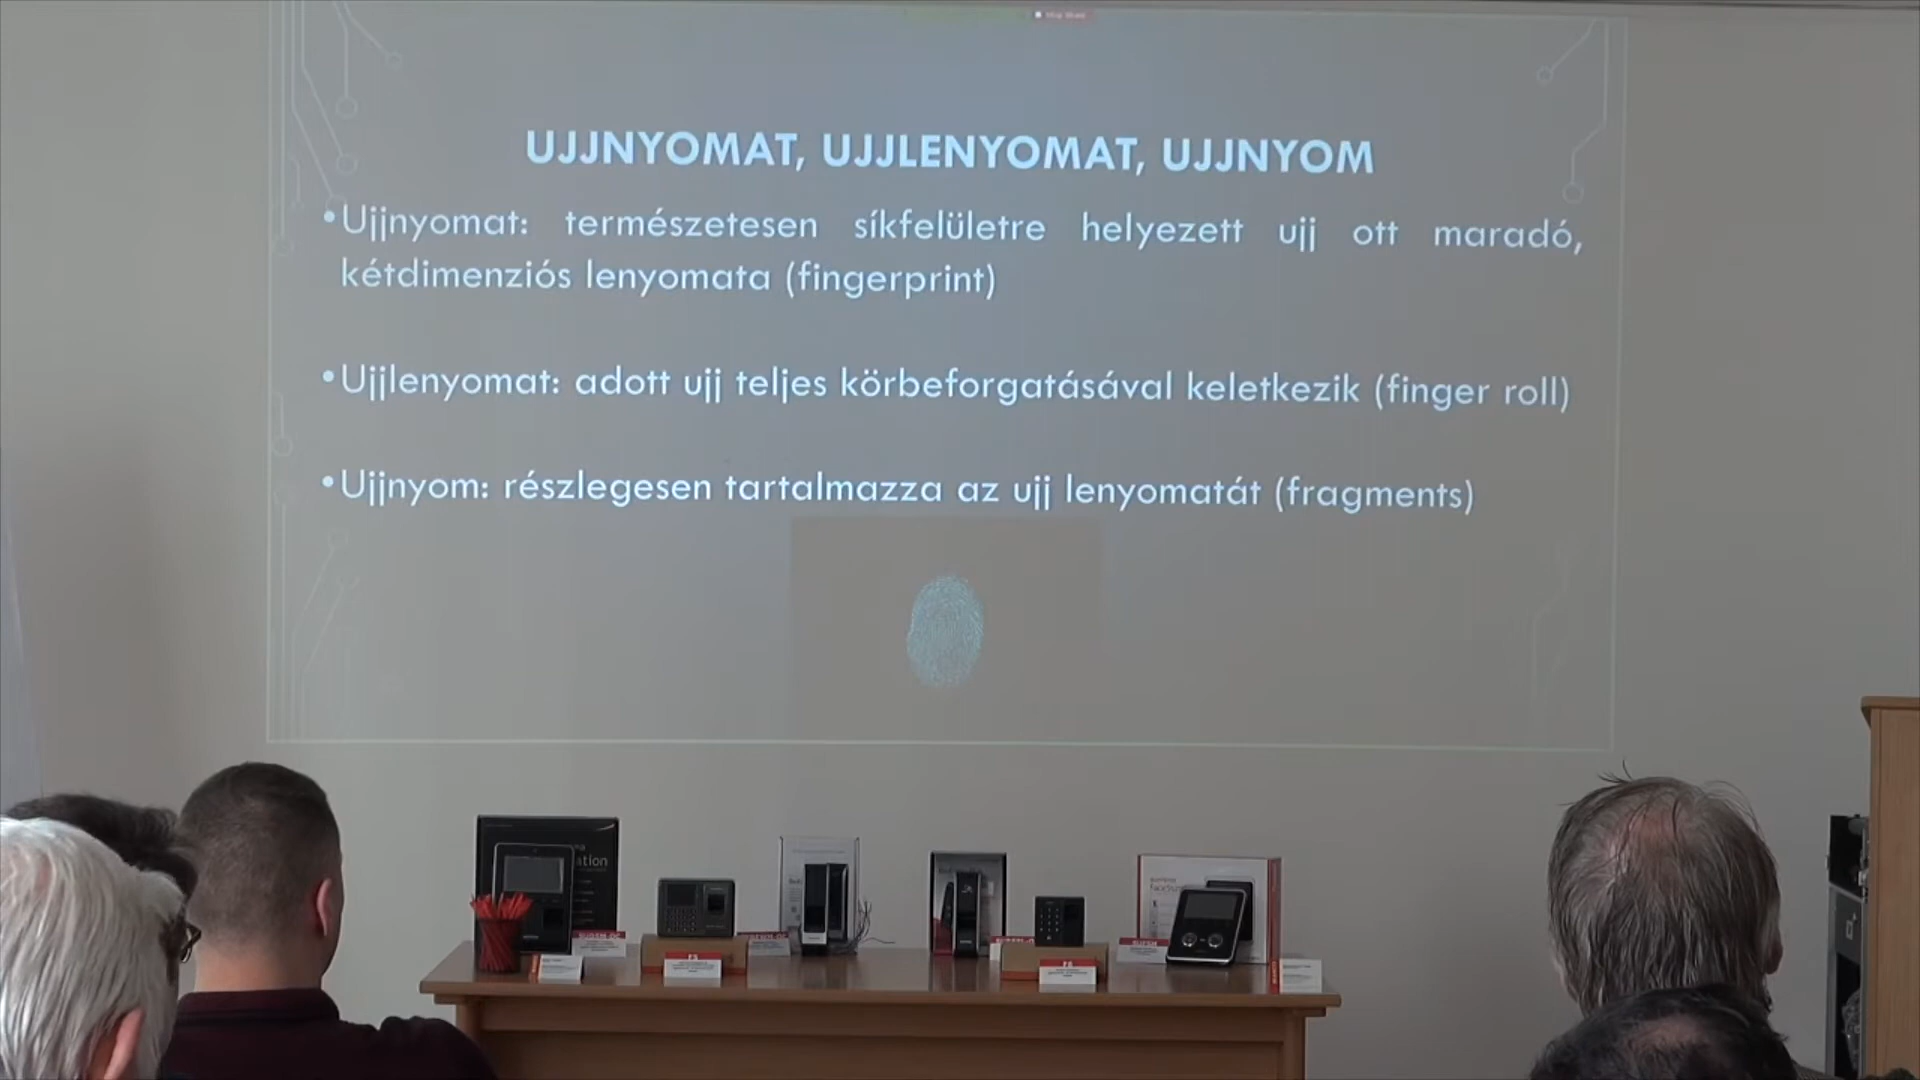 UJJNYOMAT, UJJLENYOMAT, UJJNYOM
•Ujjnyomat: természetesen síkfelületre helyezett ujj ott maradó,
kétdimenziós lenyomata (fingerprint)
•Ujjlenyomat: adott ujj teljes körbeforgatásával keletkezik (finger roll)
•Ujjnyom: részlegesen tartalmazza az ujj lenyomatát (fragments)
ation